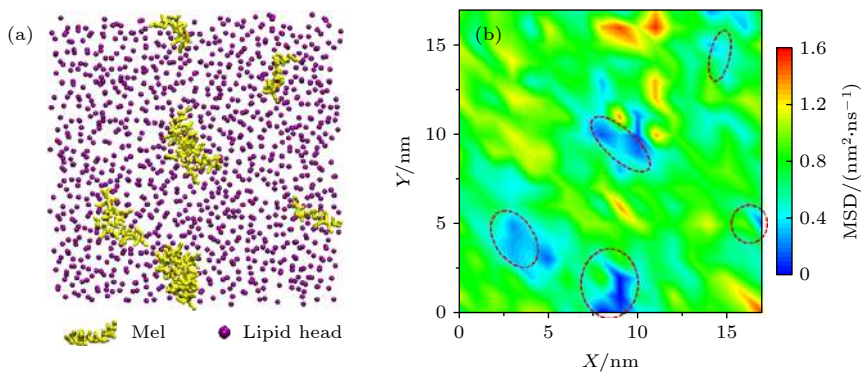 (a)
Mel
Lipid head
(b)
Y/nm
15
10
5
0
0
5
10
15
X/nm
1.6
1.2
0.8
0.4
0
MSD/(nm²·ns⁻¹)